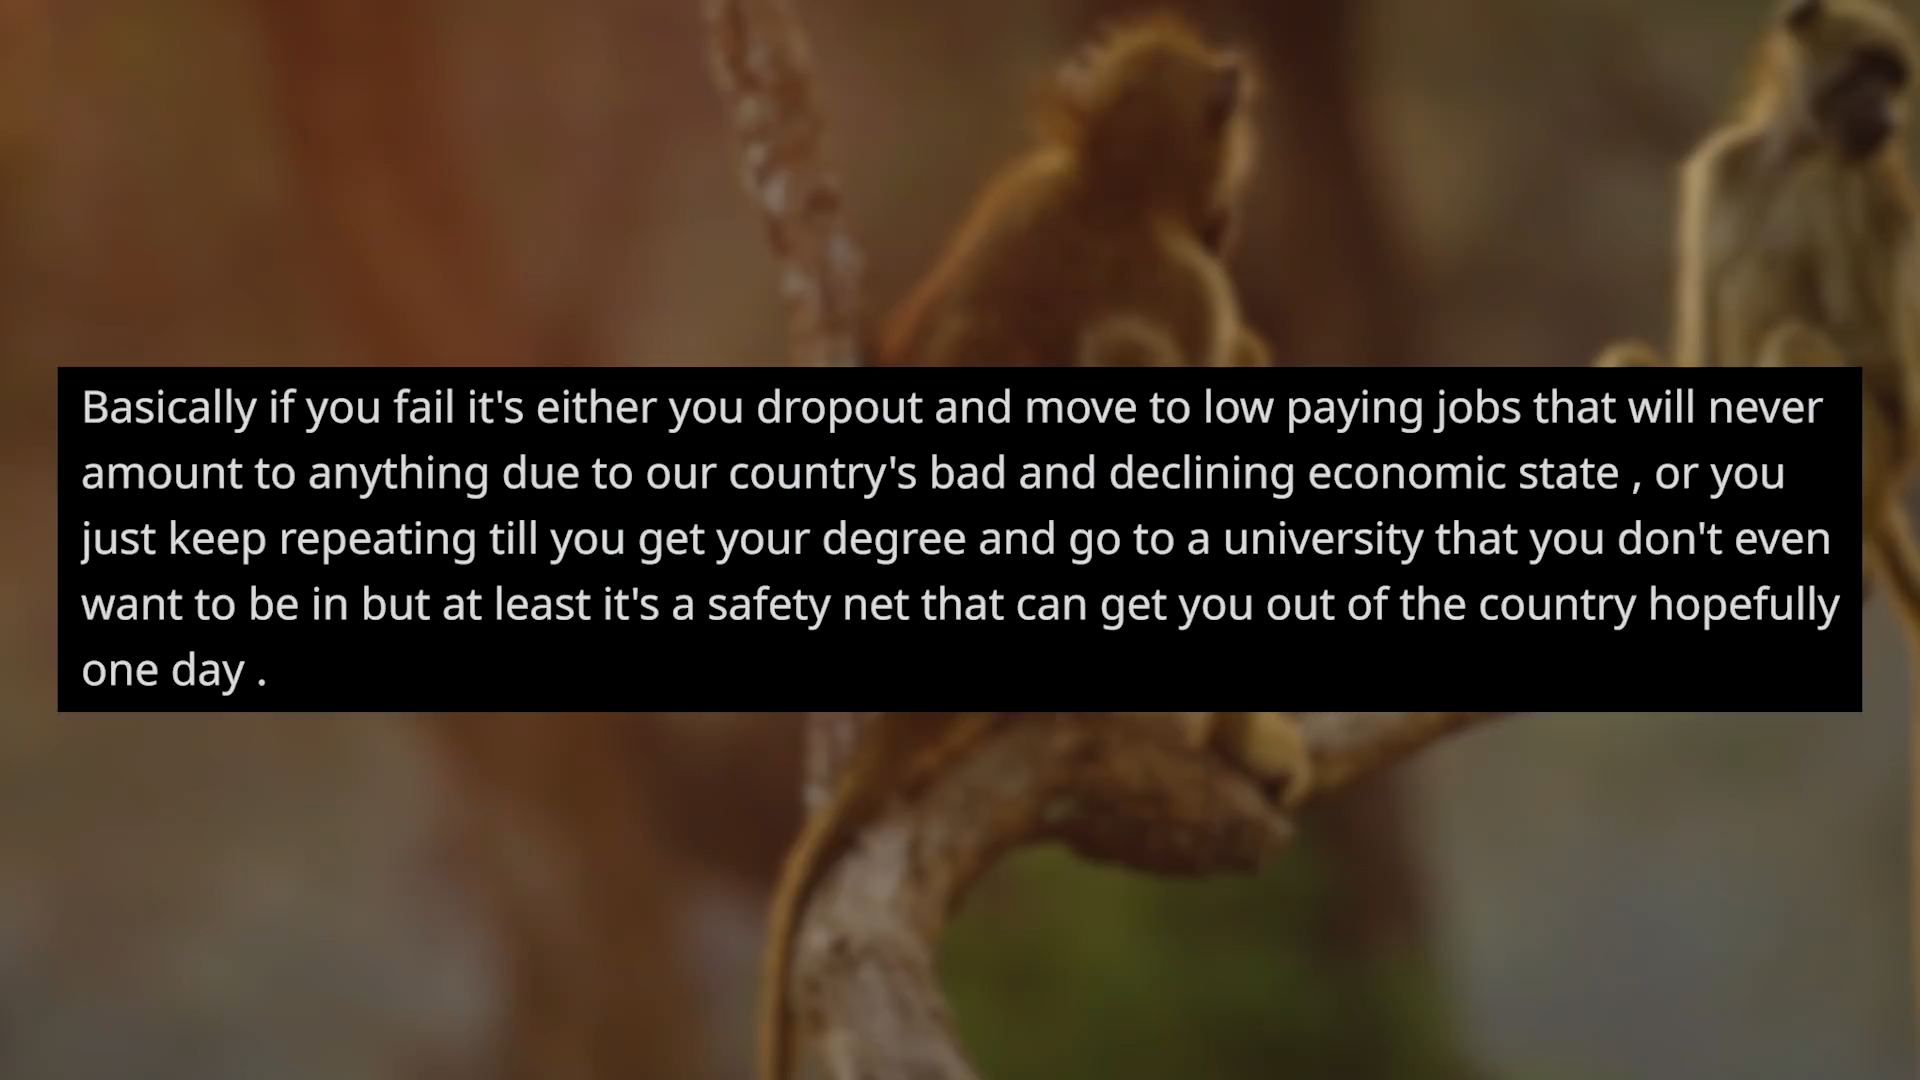 Basically if you fail it's either you dropout and move to low paying jobs that will never
amount to anything due to our country's bad and declining economic state , or you
just keep repeating till you get your degree and go to a university that you don't even
want to be in but at least it's a safety net that can get you out of the country hopefully
one day .